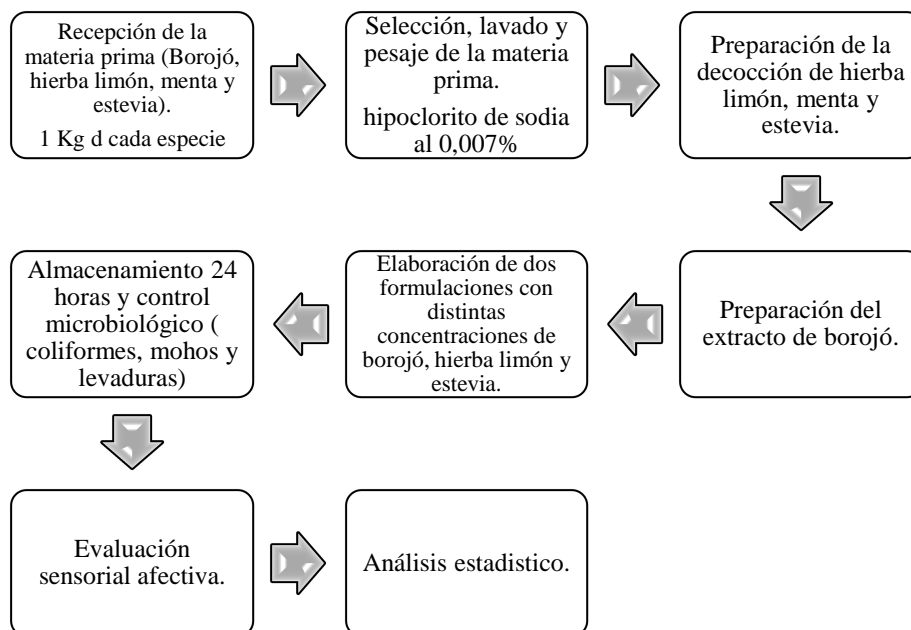 Recepción de la
materia prima (Borojó,
hierba limón, menta y
estevia).
1 Kg d cada especie
Selección, lavado y
pesaje de la materia
prima.
hipoclorito de sodia
al 0,007%
Preparación de la
decocción de hierba
limón, menta y
estevia.
Preparación del
extracto de borojó.
Elaboración de dos
formulaciones con
distintas
concentraciones de
borojó, hierba limón y
estevia.
Almacenamiento 24
horas y control
microbiológico (
coliformes, mohos y
levaduras)
Evaluación
sensorial afectiva.
Análisis estadistico.